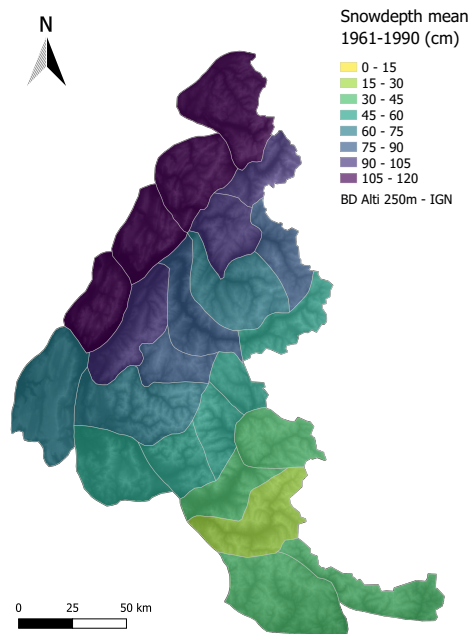 N
Snowdepth mean
1961-1990 (cm)
0 - 15
15 - 30
30 - 45
45 - 60
60 - 75
75 - 90
90 - 105
105 - 120
BD Alti 250m - IGN
0 25 50 km